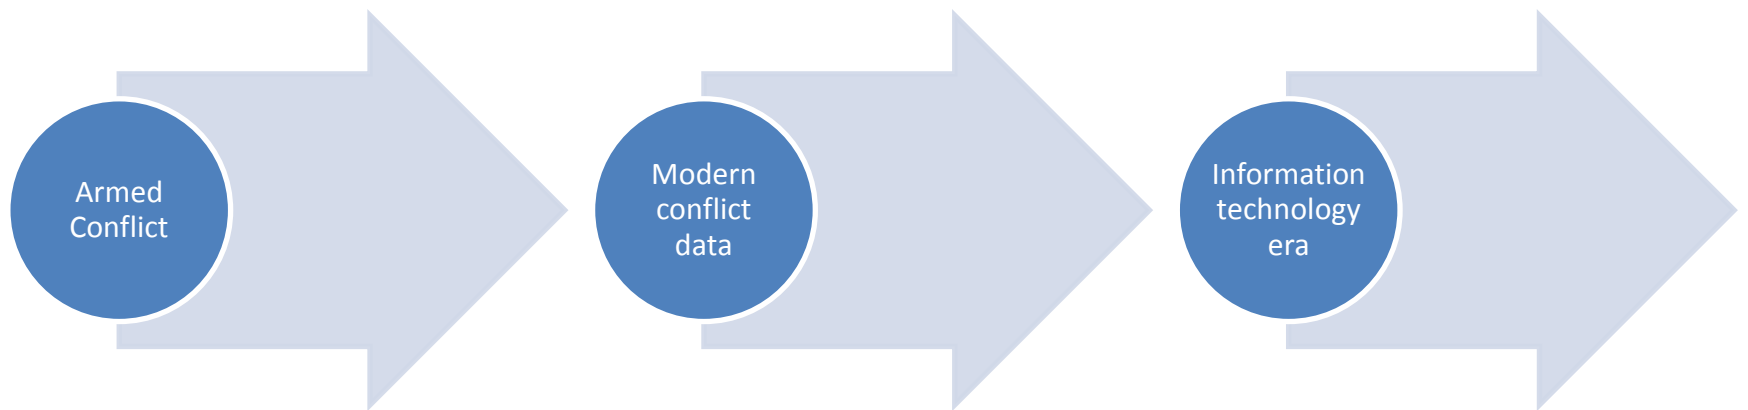 Armed
Conflict
Modern
conflict
data
Information
technology
era